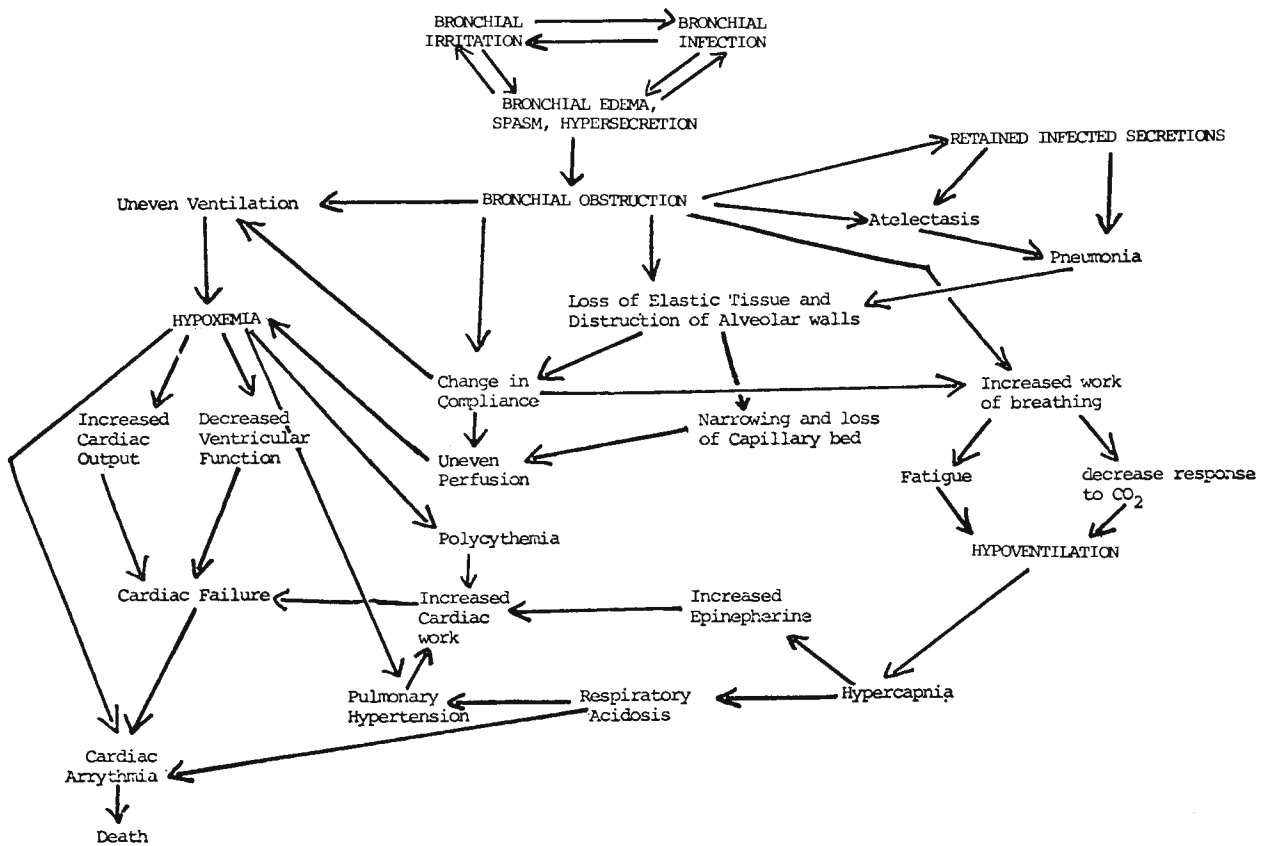 BRONCHIAL
IRRITATION
BRONCHIAL
INFECTION
BRONCHIAL EDEMA,
SPASM, HYPERSECRETION
RETAINED INFECTED SECRETIONS
Uneven Ventilation
BRONCHIAL OBSTRUCTION
Atelectasis
Pneumonia
Loss of Elastic Tissue and
Distruction of Alveolar walls
HYPOXEMIA
Change in
Compliance
Increased work
of breathing
Increased
Cardiac
Output
Decreased
Ventricular
Function
Narrowing and loss
of Capillary bed
Uneven
Perfusion
Fatigue
decrease response
to CO2
Polycythemia
HYPOVENTILATION
Cardiac Failure
Increased
Cardiac
work
Increased
Epinepherine
Pulmonary
Hypertension
Respiratory
Acidosis
Hypercapnia
Cardiac
Arrythmia
Death